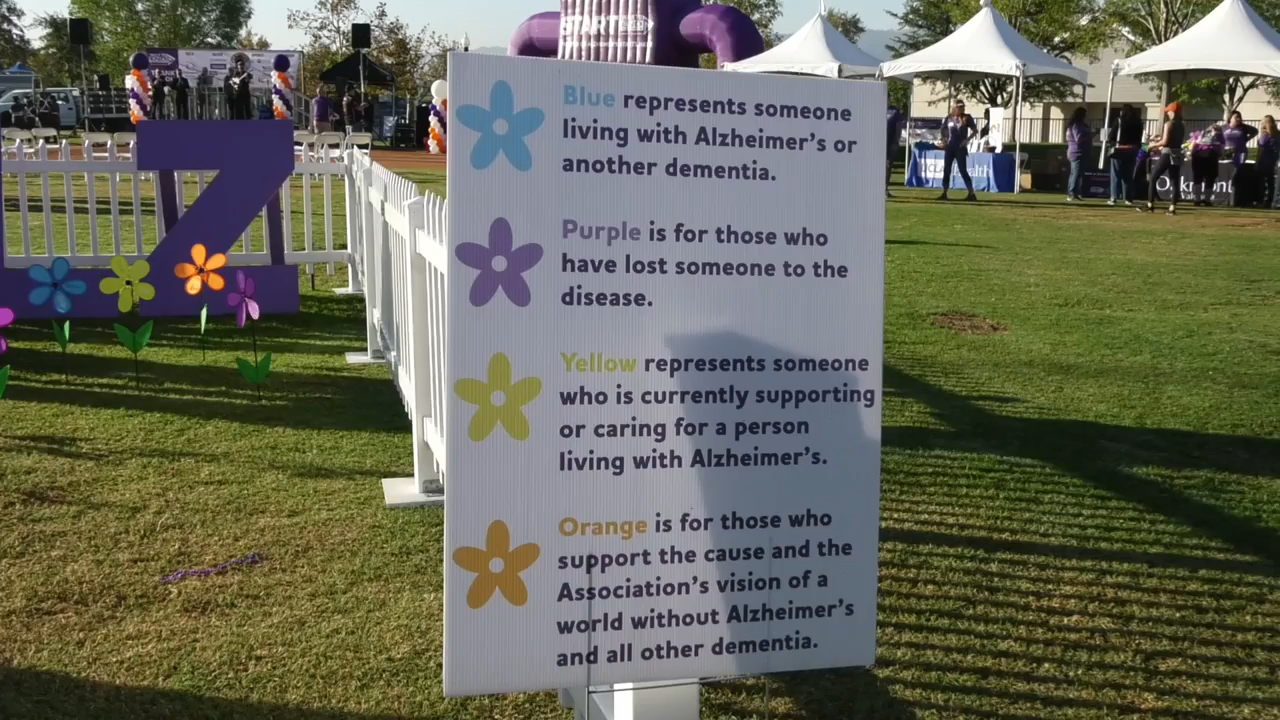 START
Blue represents someone
living with Alzheimer's or
another dementia.
Purple is for those who
have lost someone to the
disease.
Yellow represents someone
who is currently supporting
or caring for a person
living with Alzheimer's.
Orange is for those who
support the cause and the
Association's vision of a
world without Alzheimer's
and all other dementia.
Z
Health
Oakmont